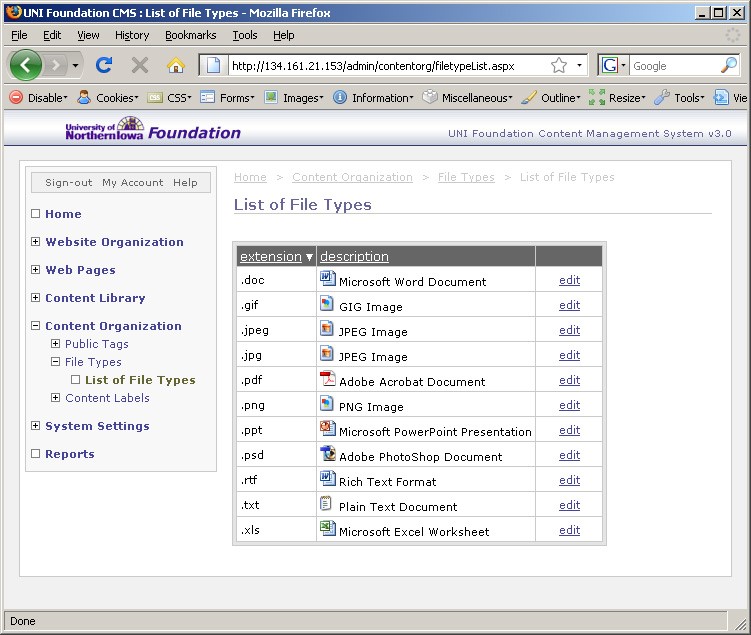 UNI Foundation CMS : List of File Types - Mozilla Firefox
File Edit View History Bookmarks Tools Help
http://134.161.21.153/admin/contentorg/filetypeList.aspx
G Google
Disable Cookies CSS Forms Images Information Miscellaneous Outline Resize Tools Vie
University of
Northern Iowa Foundation
UNI Foundation Content Management System v3.0
Sign-out My Account Help
Home
Website Organization
Web Pages
Content Library
Content Organization
Public Tags
File Types
List of File Types
Content Labels
System Settings
Reports
Home > Content Organization > File Types > List of File Types
List of File Types
extension ▼ description
.doc Microsoft Word Document edit
.gif GIG Image edit
.jpeg JPEG Image edit
.jpg JPEG Image edit
.pdf Adobe Acrobat Document edit
.png PNG Image edit
.ppt Microsoft PowerPoint Presentation edit
.psd Adobe PhotoShop Document edit
.rtf Rich Text Format edit
.txt Plain Text Document edit
.xls Microsoft Excel Worksheet edit
Done